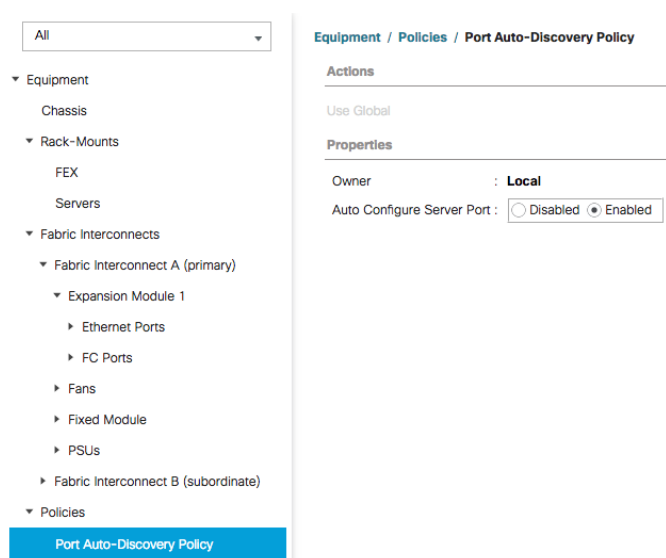 All
Equipment
Chassis
Rack-Mounts
FEX
Servers
Fabric Interconnects
Fabric Interconnect A (primary)
Expansion Module 1
Ethernet Ports
FC Ports
Fans
Fixed Module
PSUs
Fabric Interconnect B (subordinate)
Policies
Port Auto-Discovery Policy
Equipment / Policies / Port Auto-Discovery Policy
Actions
Use Global
Properties
Owner : Local
Auto Configure Server Port : Disabled Enabled